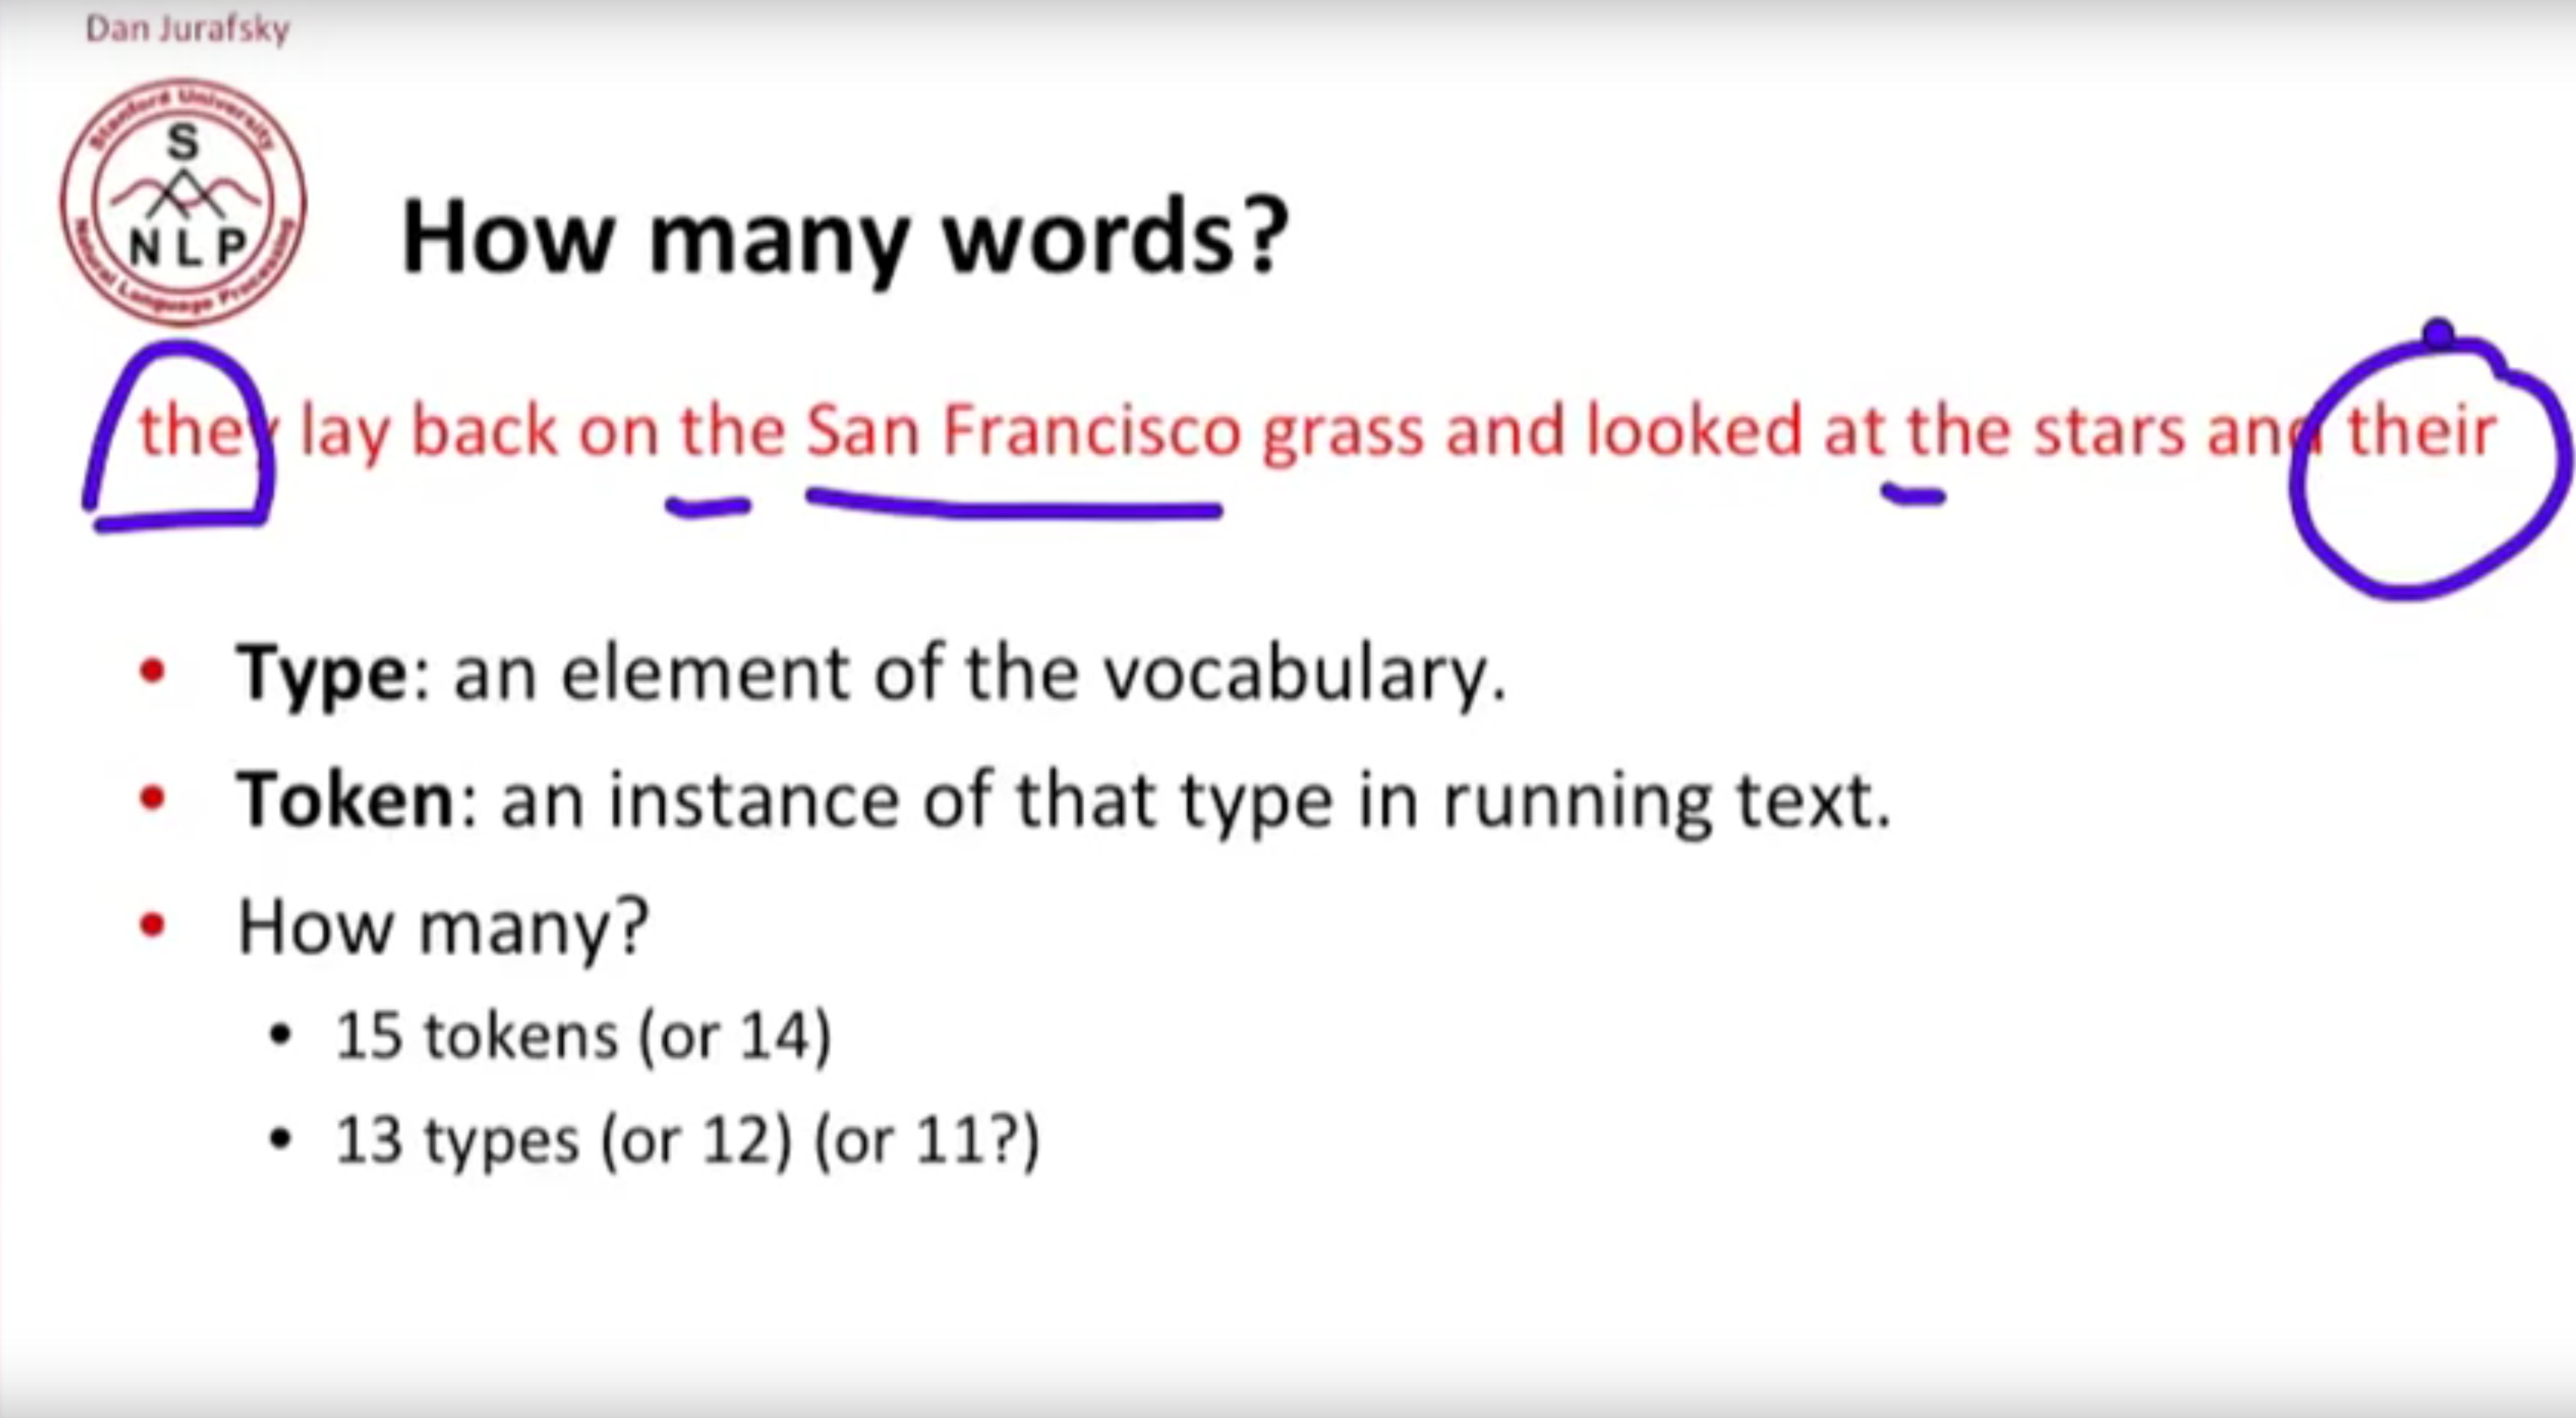 Dan Jurafsky
Stanford University
S
N L P
Natural Language Processing
How many words?
they lay back on the San Francisco grass and looked at the stars and their
• Type: an element of the vocabulary.
• Token: an instance of that type in running text.
• How many?
• 15 tokens (or 14)
• 13 types (or 12) (or 11?)